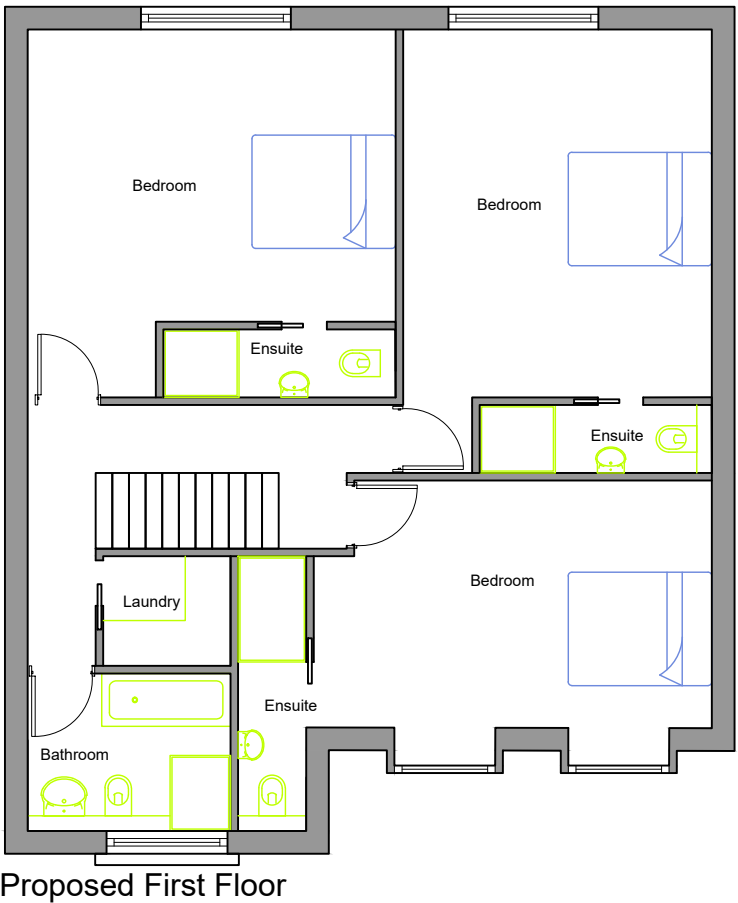 Bedroom
Bedroom
Ensuite
Ensuite
Bedroom
Laundry
Ensuite
Bathroom
Proposed First Floor